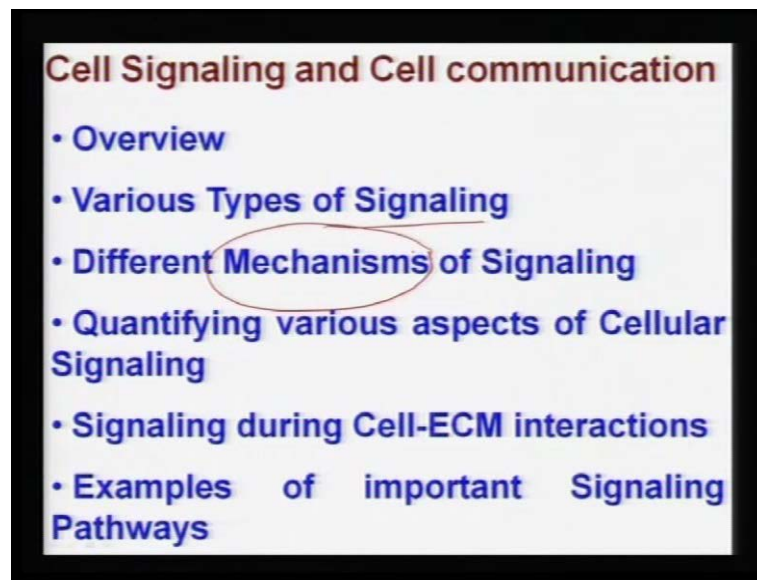 Cell Signaling and Cell communication
• Overview
• Various Types of Signaling
• Different Mechanisms of Signaling
• Quantifying various aspects of Cellular
Signaling
• Signaling during Cell-ECM interactions
• Examples of important Signaling
Pathways